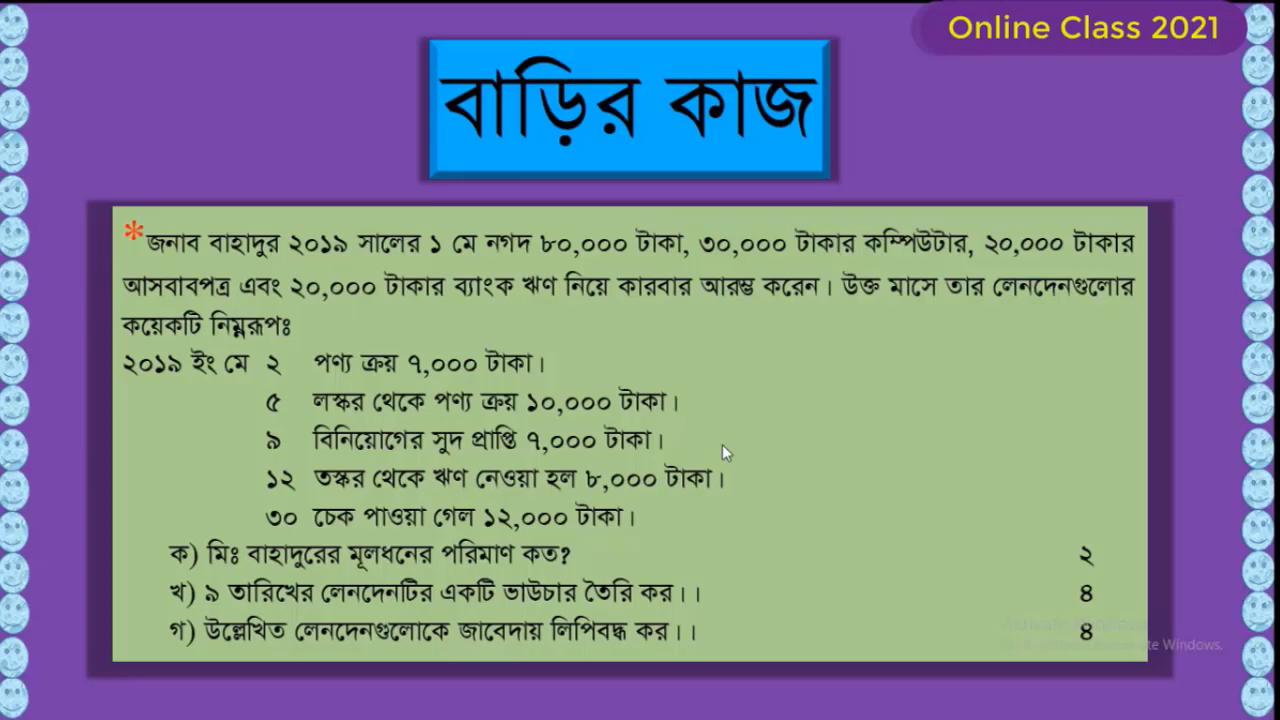 Online Class 2021
বাড়ির কাজ
*জনাব বাহাদুর ২০১৯ সালের ১ মে নগদ ৮০,০০০ টাকা, ৩০,০০০ টাকার কম্পিউটার, ২০,০০০ টাকার
আসবাবপত্র এবং ২০,০০০ টাকার ব্যাংক ঋণ নিয়ে কারবার আরম্ভ করেন। উক্ত মাসে তার লেনদেনগুলোর
কয়েকটি নিম্নরূপঃ
২০১৯ ইং মে ২ পণ্য ক্রয় ৭,০০০ টাকা।
৫ লস্কর থেকে পণ্য ক্রয় ১০,০০০ টাকা।
৯ বিনিয়োগের সুদ প্রাপ্তি ৭,০০০ টাকা।
১২ তস্কর থেকে ঋণ নেওয়া হল ৮,০০০ টাকা।
৩০ চেক পাওয়া গেল ১২,০০০ টাকা।
ক) মিঃ বাহাদুরের মূলধনের পরিমাণ কত? ২
খ) ৯ তারিখের লেনদেনটির একটি ভাউচার তৈরি কর।। ৪
গ) উল্লেখিত লেনদেনগুলোকে জাবেদায় লিপিবদ্ধ কর।। ৪
Windows.